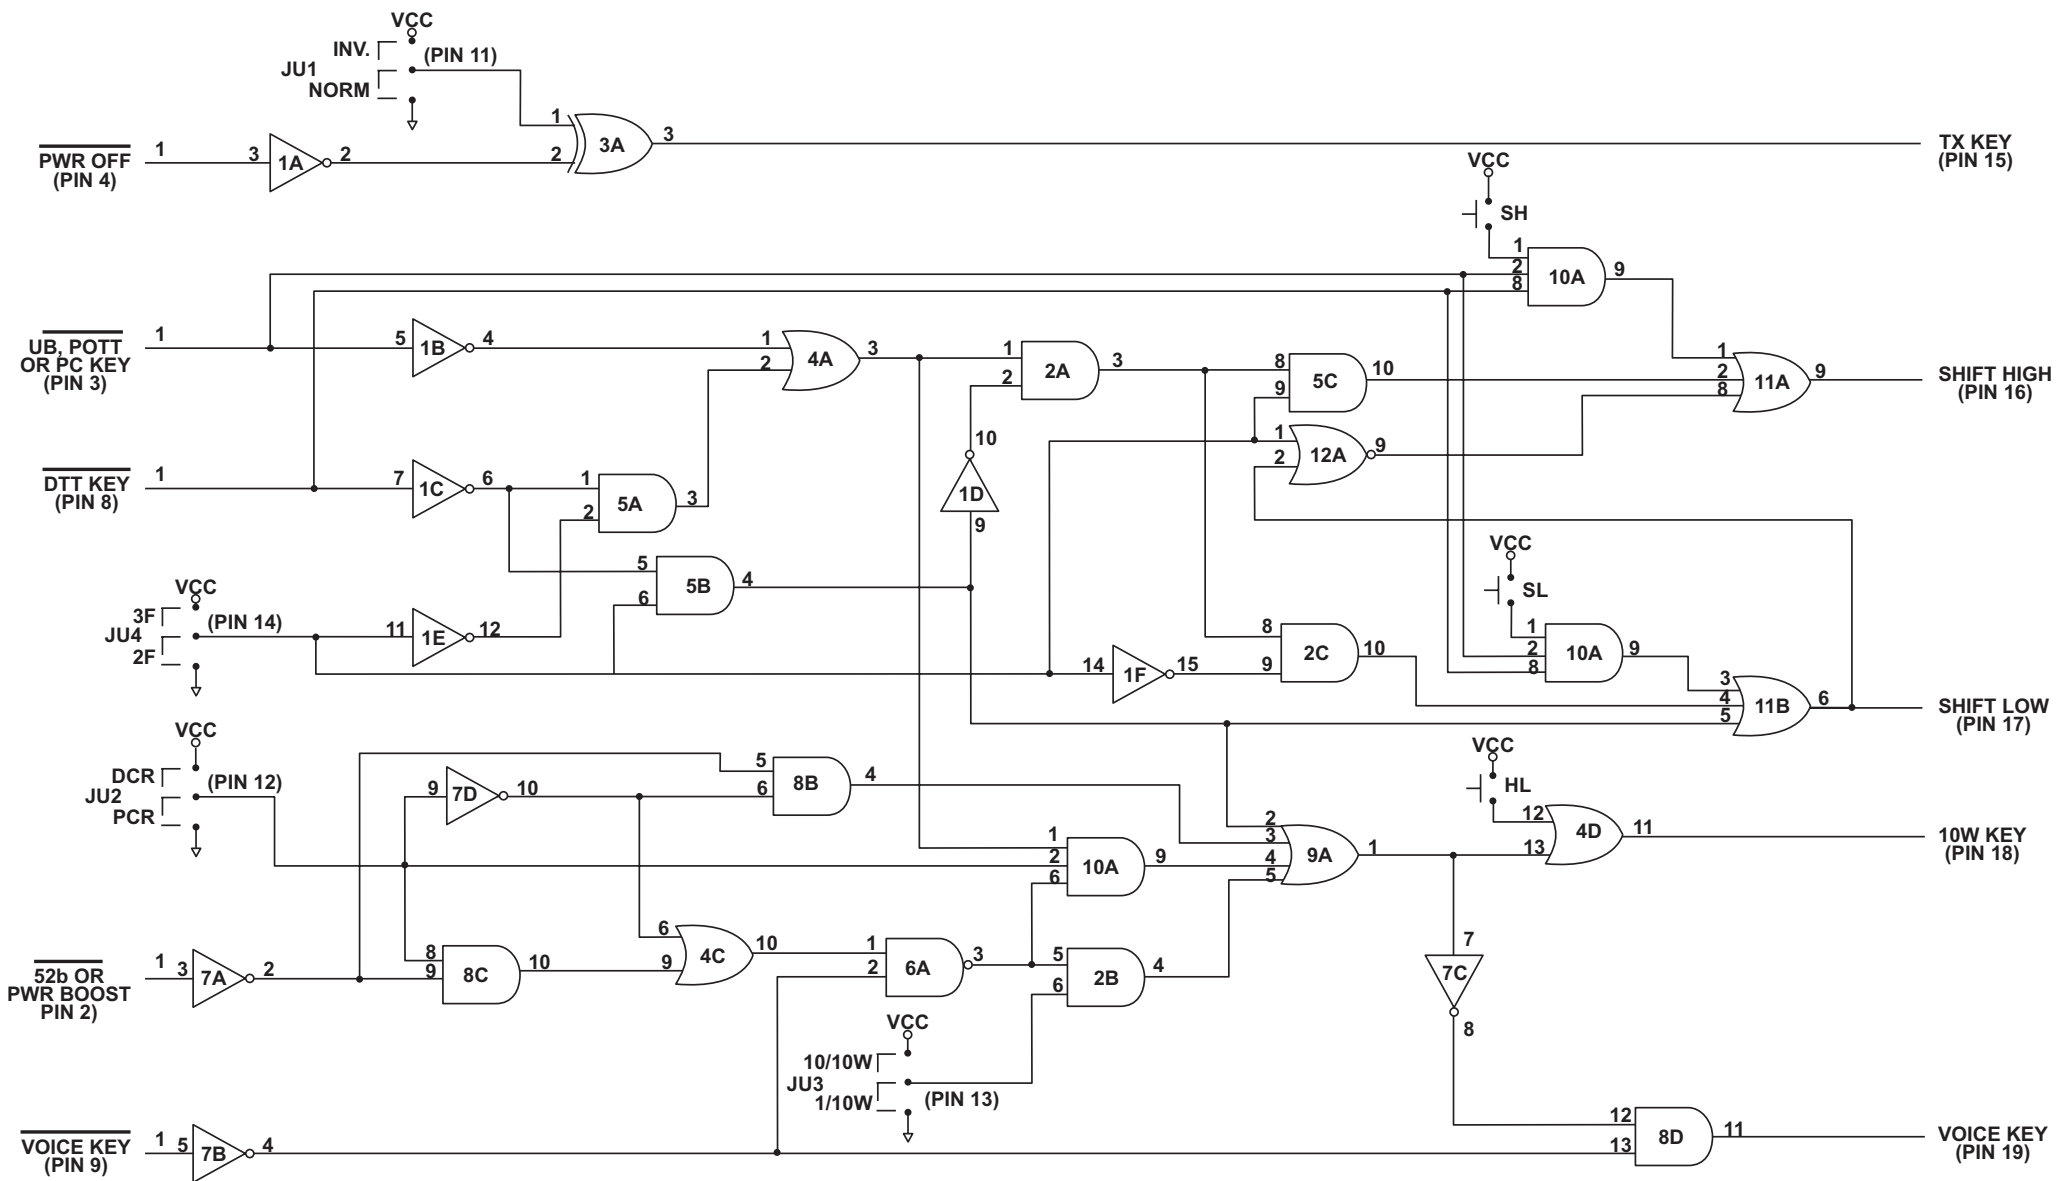 VCC
INV.
(PIN 11)
JU1
NORM
1
3A
3
TX KEY
(PIN 15)
PWR OFF
(PIN 4)
1
3
1A
2
2
VCC
SH
1
2
8
10A
9
UB, POTT
OR PC KEY
(PIN 3)
1
5
1B
4
1
2
4A
3
1
2
2A
3
8
9
5C
10
1
2
8
11A
9
SHIFT HIGH
(PIN 16)
10
1D
9
1
2
12A
9
DTT KEY
(PIN 8)
1
7
1C
6
1
2
5A
3
5
6
5B
4
VCC
SL
VCC
3F
(PIN 14)
JU4
2F
11
1E
12
14
1F
15
8
9
2C
10
1
2
8
10A
9
3
4
5
11B
6
SHIFT LOW
(PIN 17)
VCC
DCR
(PIN 12)
JU2
PCR
9
7D
10
5
6
8B
4
VCC
HL
12
13
4D
11
10W KEY
(PIN 18)
1
2
6
10A
9
2
3
4
5
9A
1
52b OR
PWR BOOST
PIN 2)
1
3
7A
2
8
9
8C
10
6
9
4C
10
1
2
6A
3
5
6
2B
4
7
7C
8
VCC
10/10W
JU3
1/10W
(PIN 13)
VOICE KEY
(PIN 9)
1
5
7B
4
12
13
8D
11
VOICE KEY
(PIN 19)